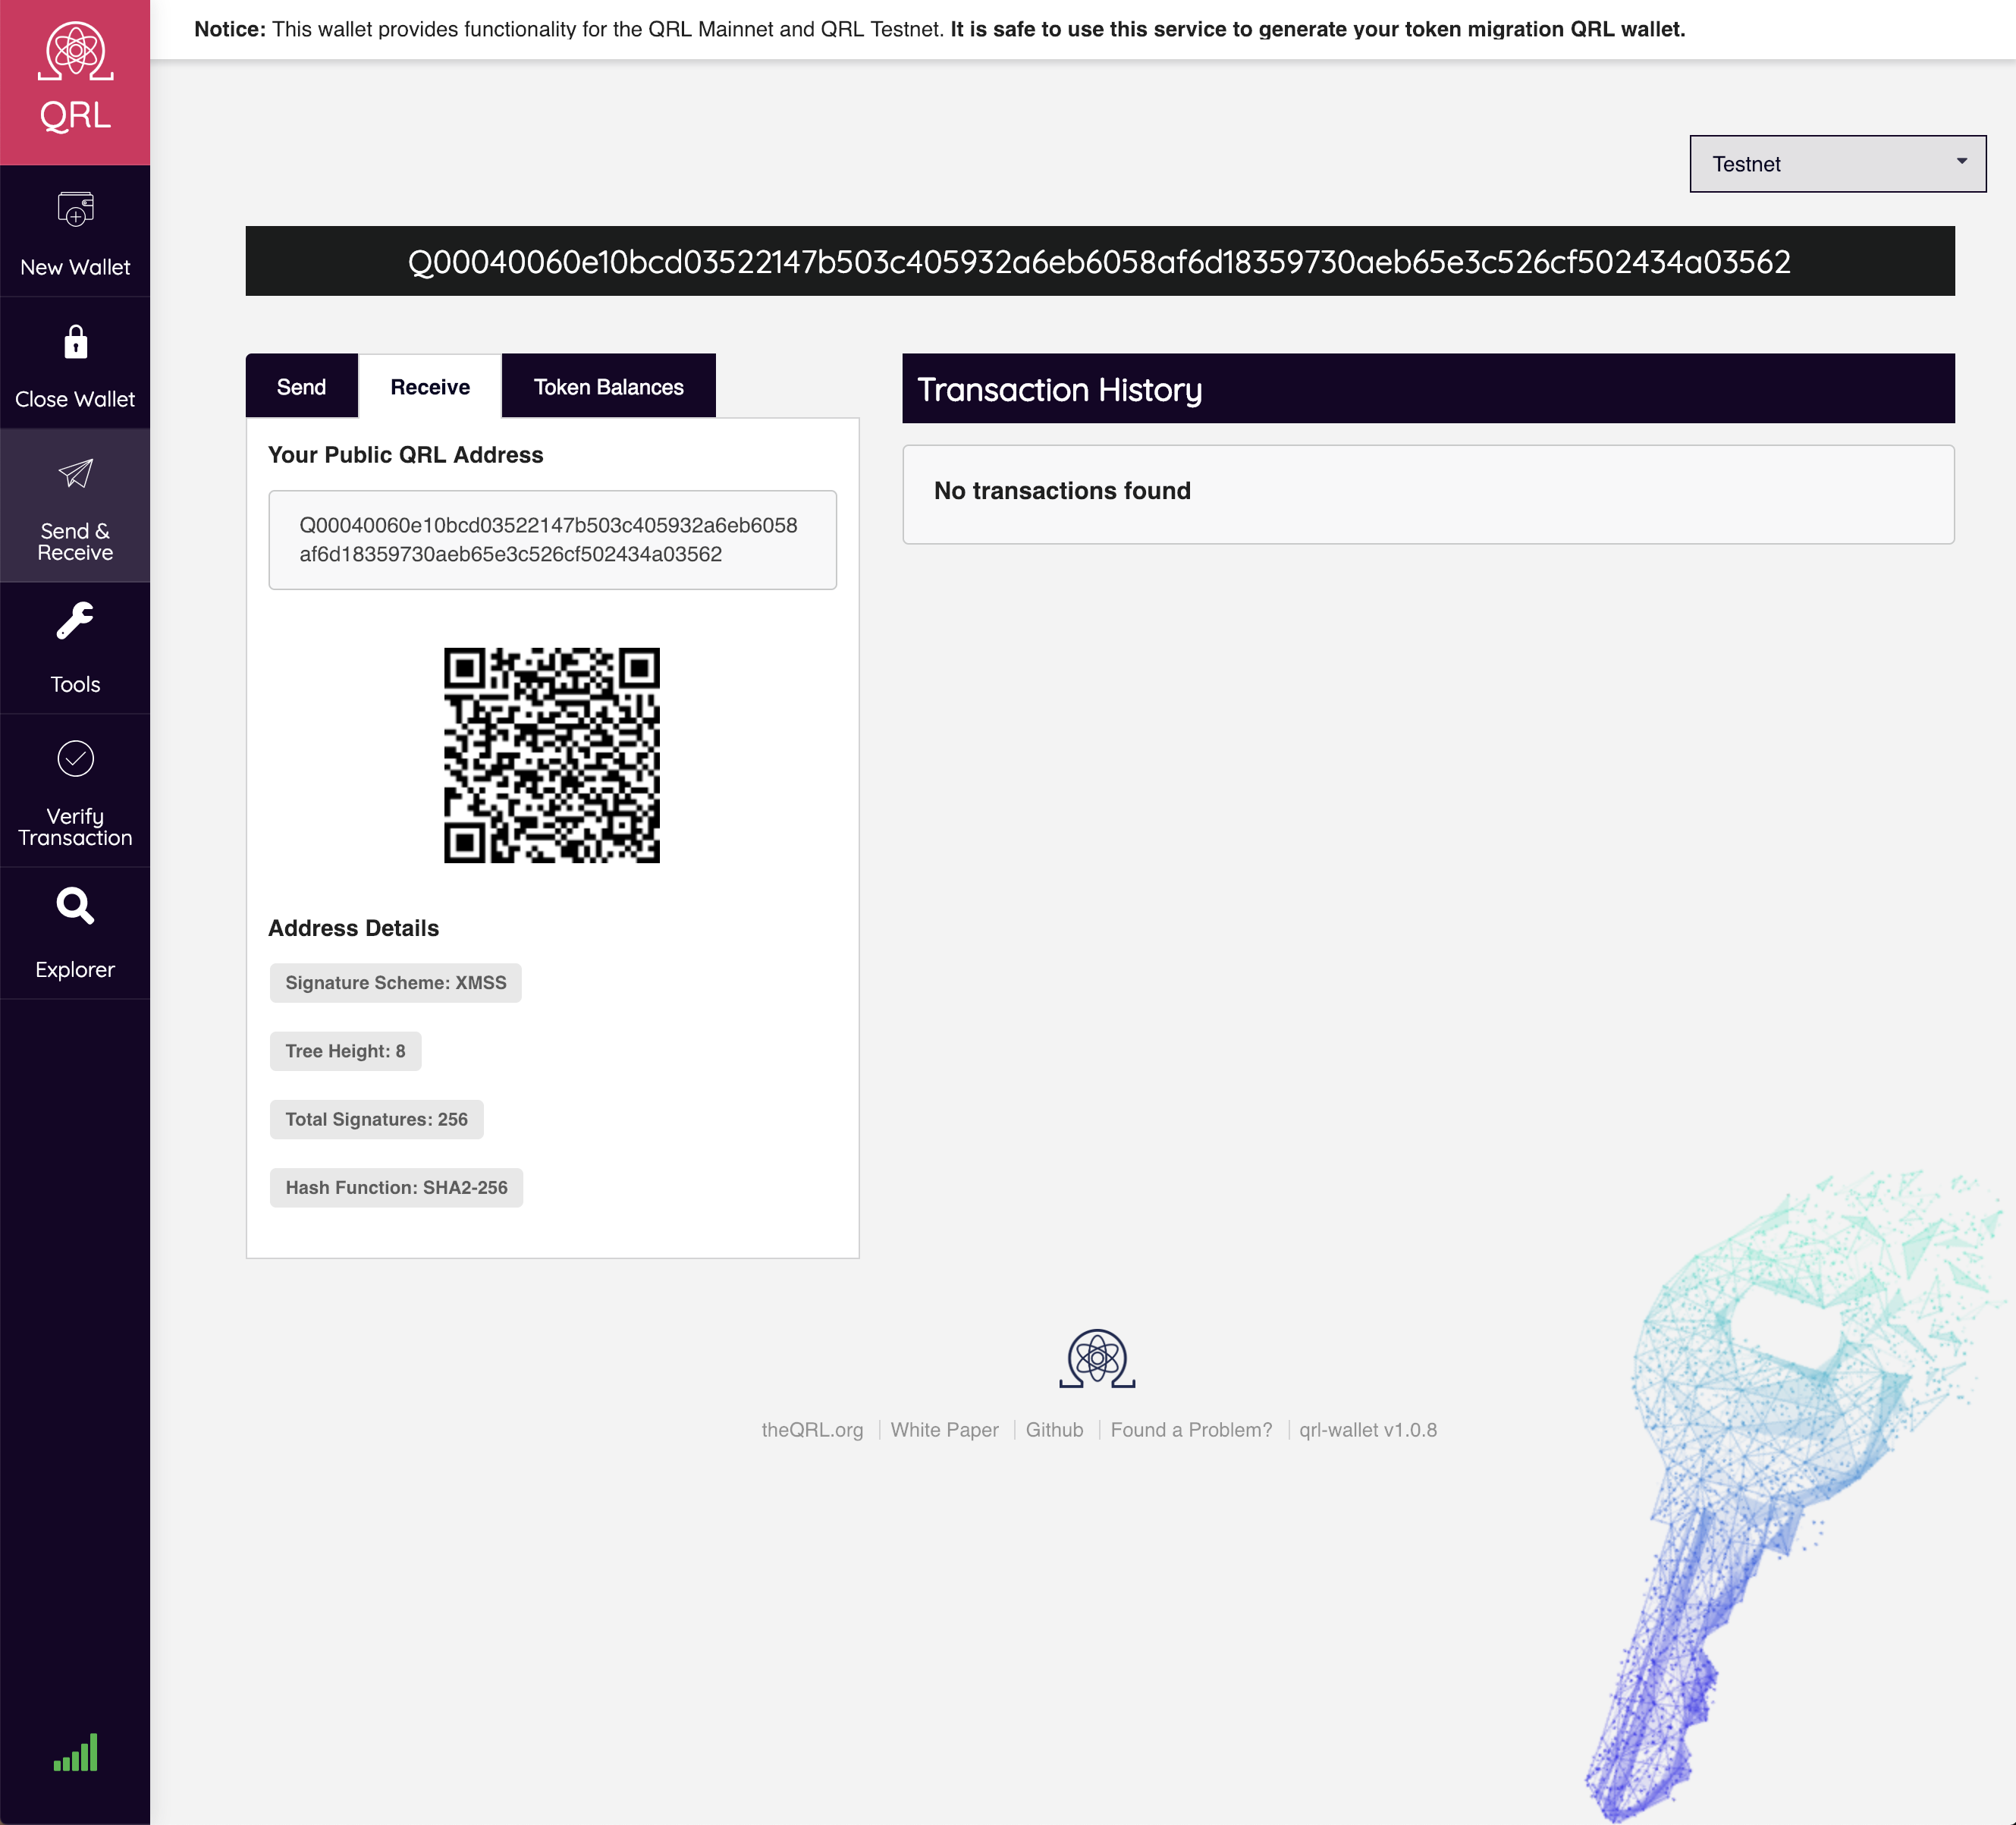 Notice: This wallet provides functionality for the QRL Mainnet and QRL Testnet. It is safe to use this service to generate your token migration QRL wallet.
QRL
Testnet
New Wallet
Close Wallet
Send &
Receive
Tools
Verify
Transaction
Explorer
Q00040060e10bcd03522147b503c405932a6eb6058af6d18359730aeb65e3c526cf502434a03562
Send
Receive
Token Balances
Your Public QRL Address
Q00040060e10bcd03522147b503c405932a6eb6058
af6d18359730aeb65e3c526cf502434a03562
Address Details
Signature Scheme: XMSS
Tree Height: 8
Total Signatures: 256
Hash Function: SHA2-256
Transaction History
No transactions found
theQRL.org
White Paper
Github
Found a Problem?
qrl-wallet v1.0.8